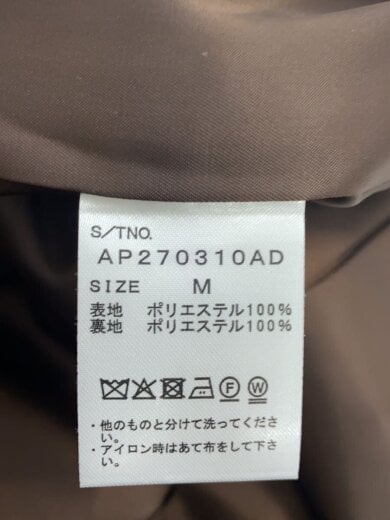 S/TNO.
AP270310AD
SIZE M
表地 ポリエステル100%
裏地 ポリエステル100%
F W
・他のものと分けて洗ってくださ
い。
・アイロン時はあて布をして下さ
い。